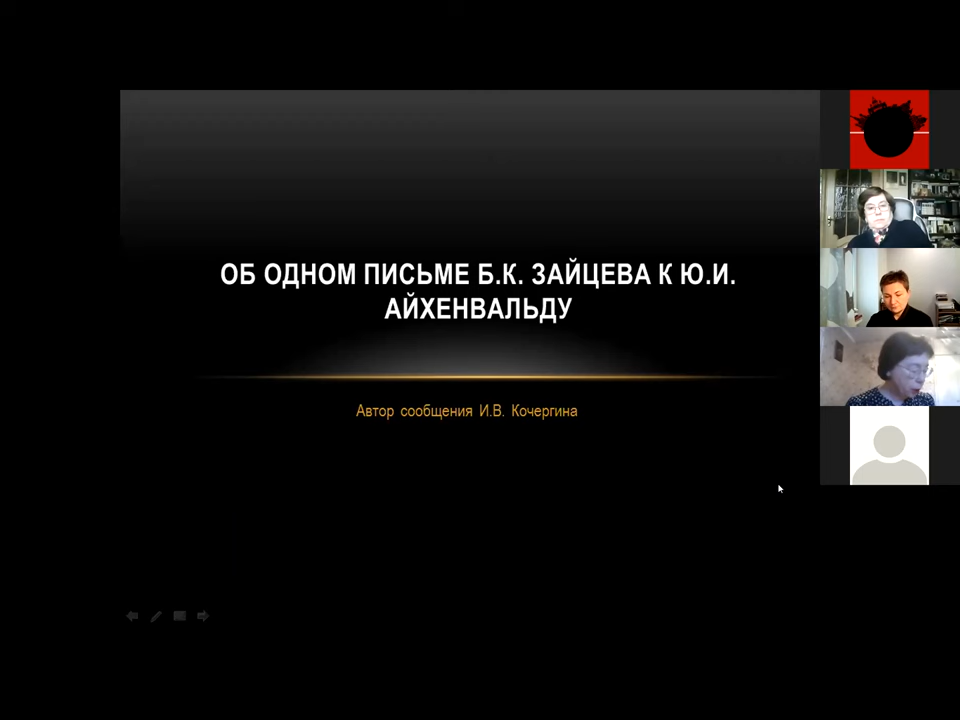 ОБ ОДНОМ ПИСЬМЕ Б.К. ЗАЙЦЕВА К Ю.И.
АЙХЕНВАЛЬДУ
Автор сообщения И.В. Кочергина